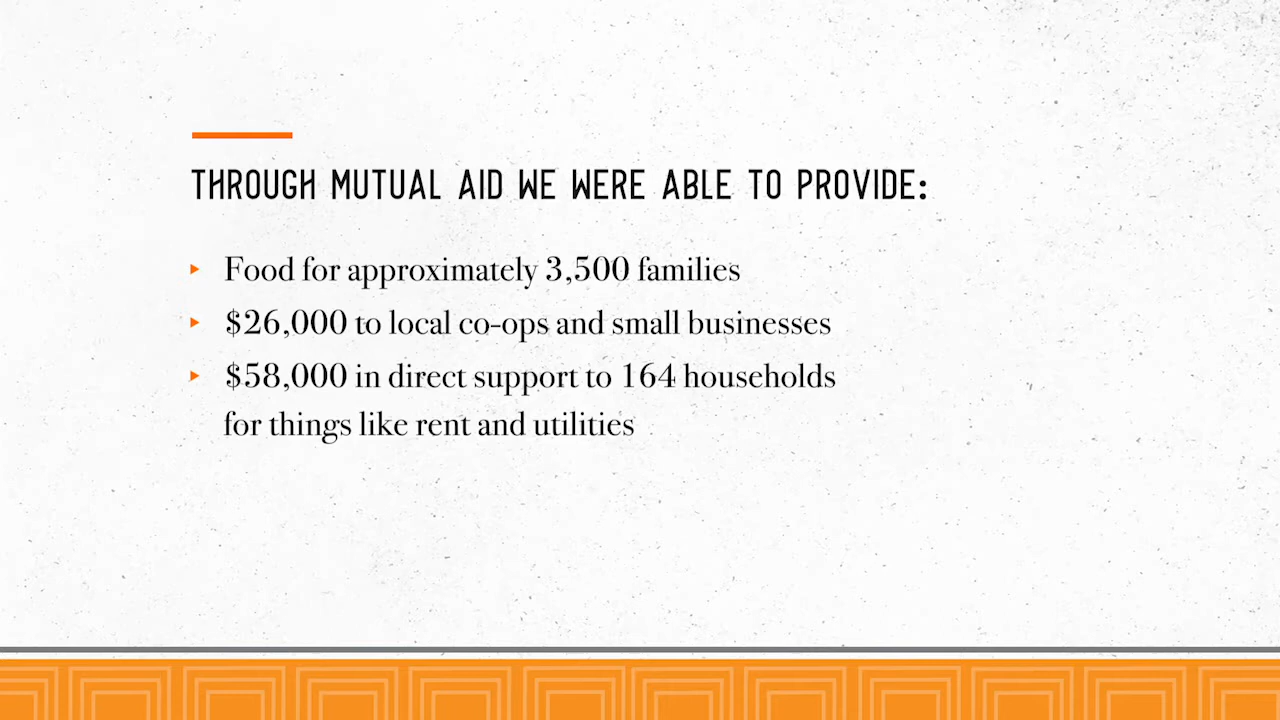 THROUGH MUTUAL AID WE WERE ABLE TO PROVIDE:
Food for approximately 3,500 families
$26,000 to local co-ops and small businesses
$58,000 in direct support to 164 households
for things like rent and utilities